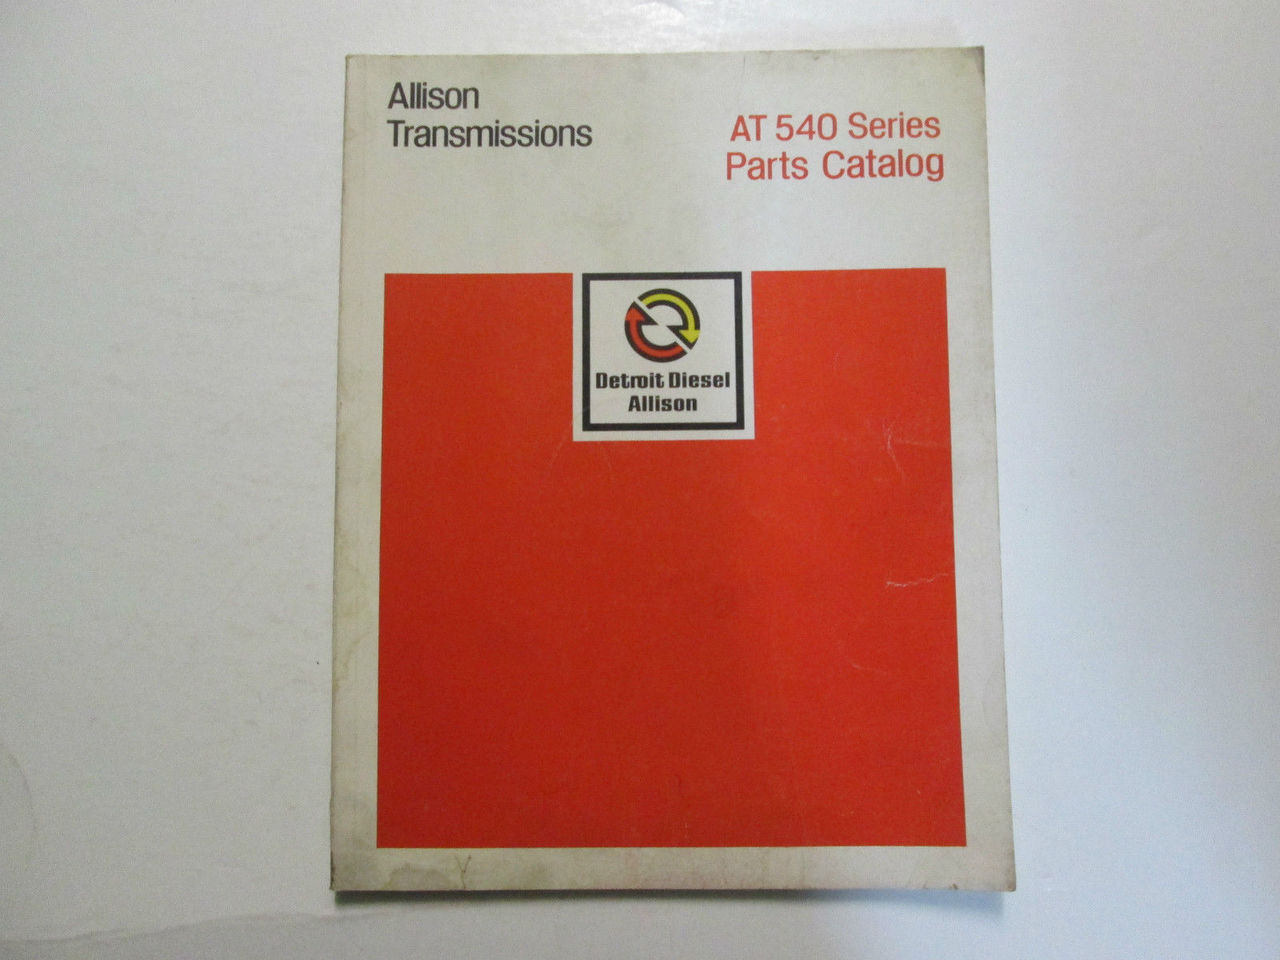 Allison
Transmissions
AT 540 Series
Parts Catalog
Detroit Diesel
Allison